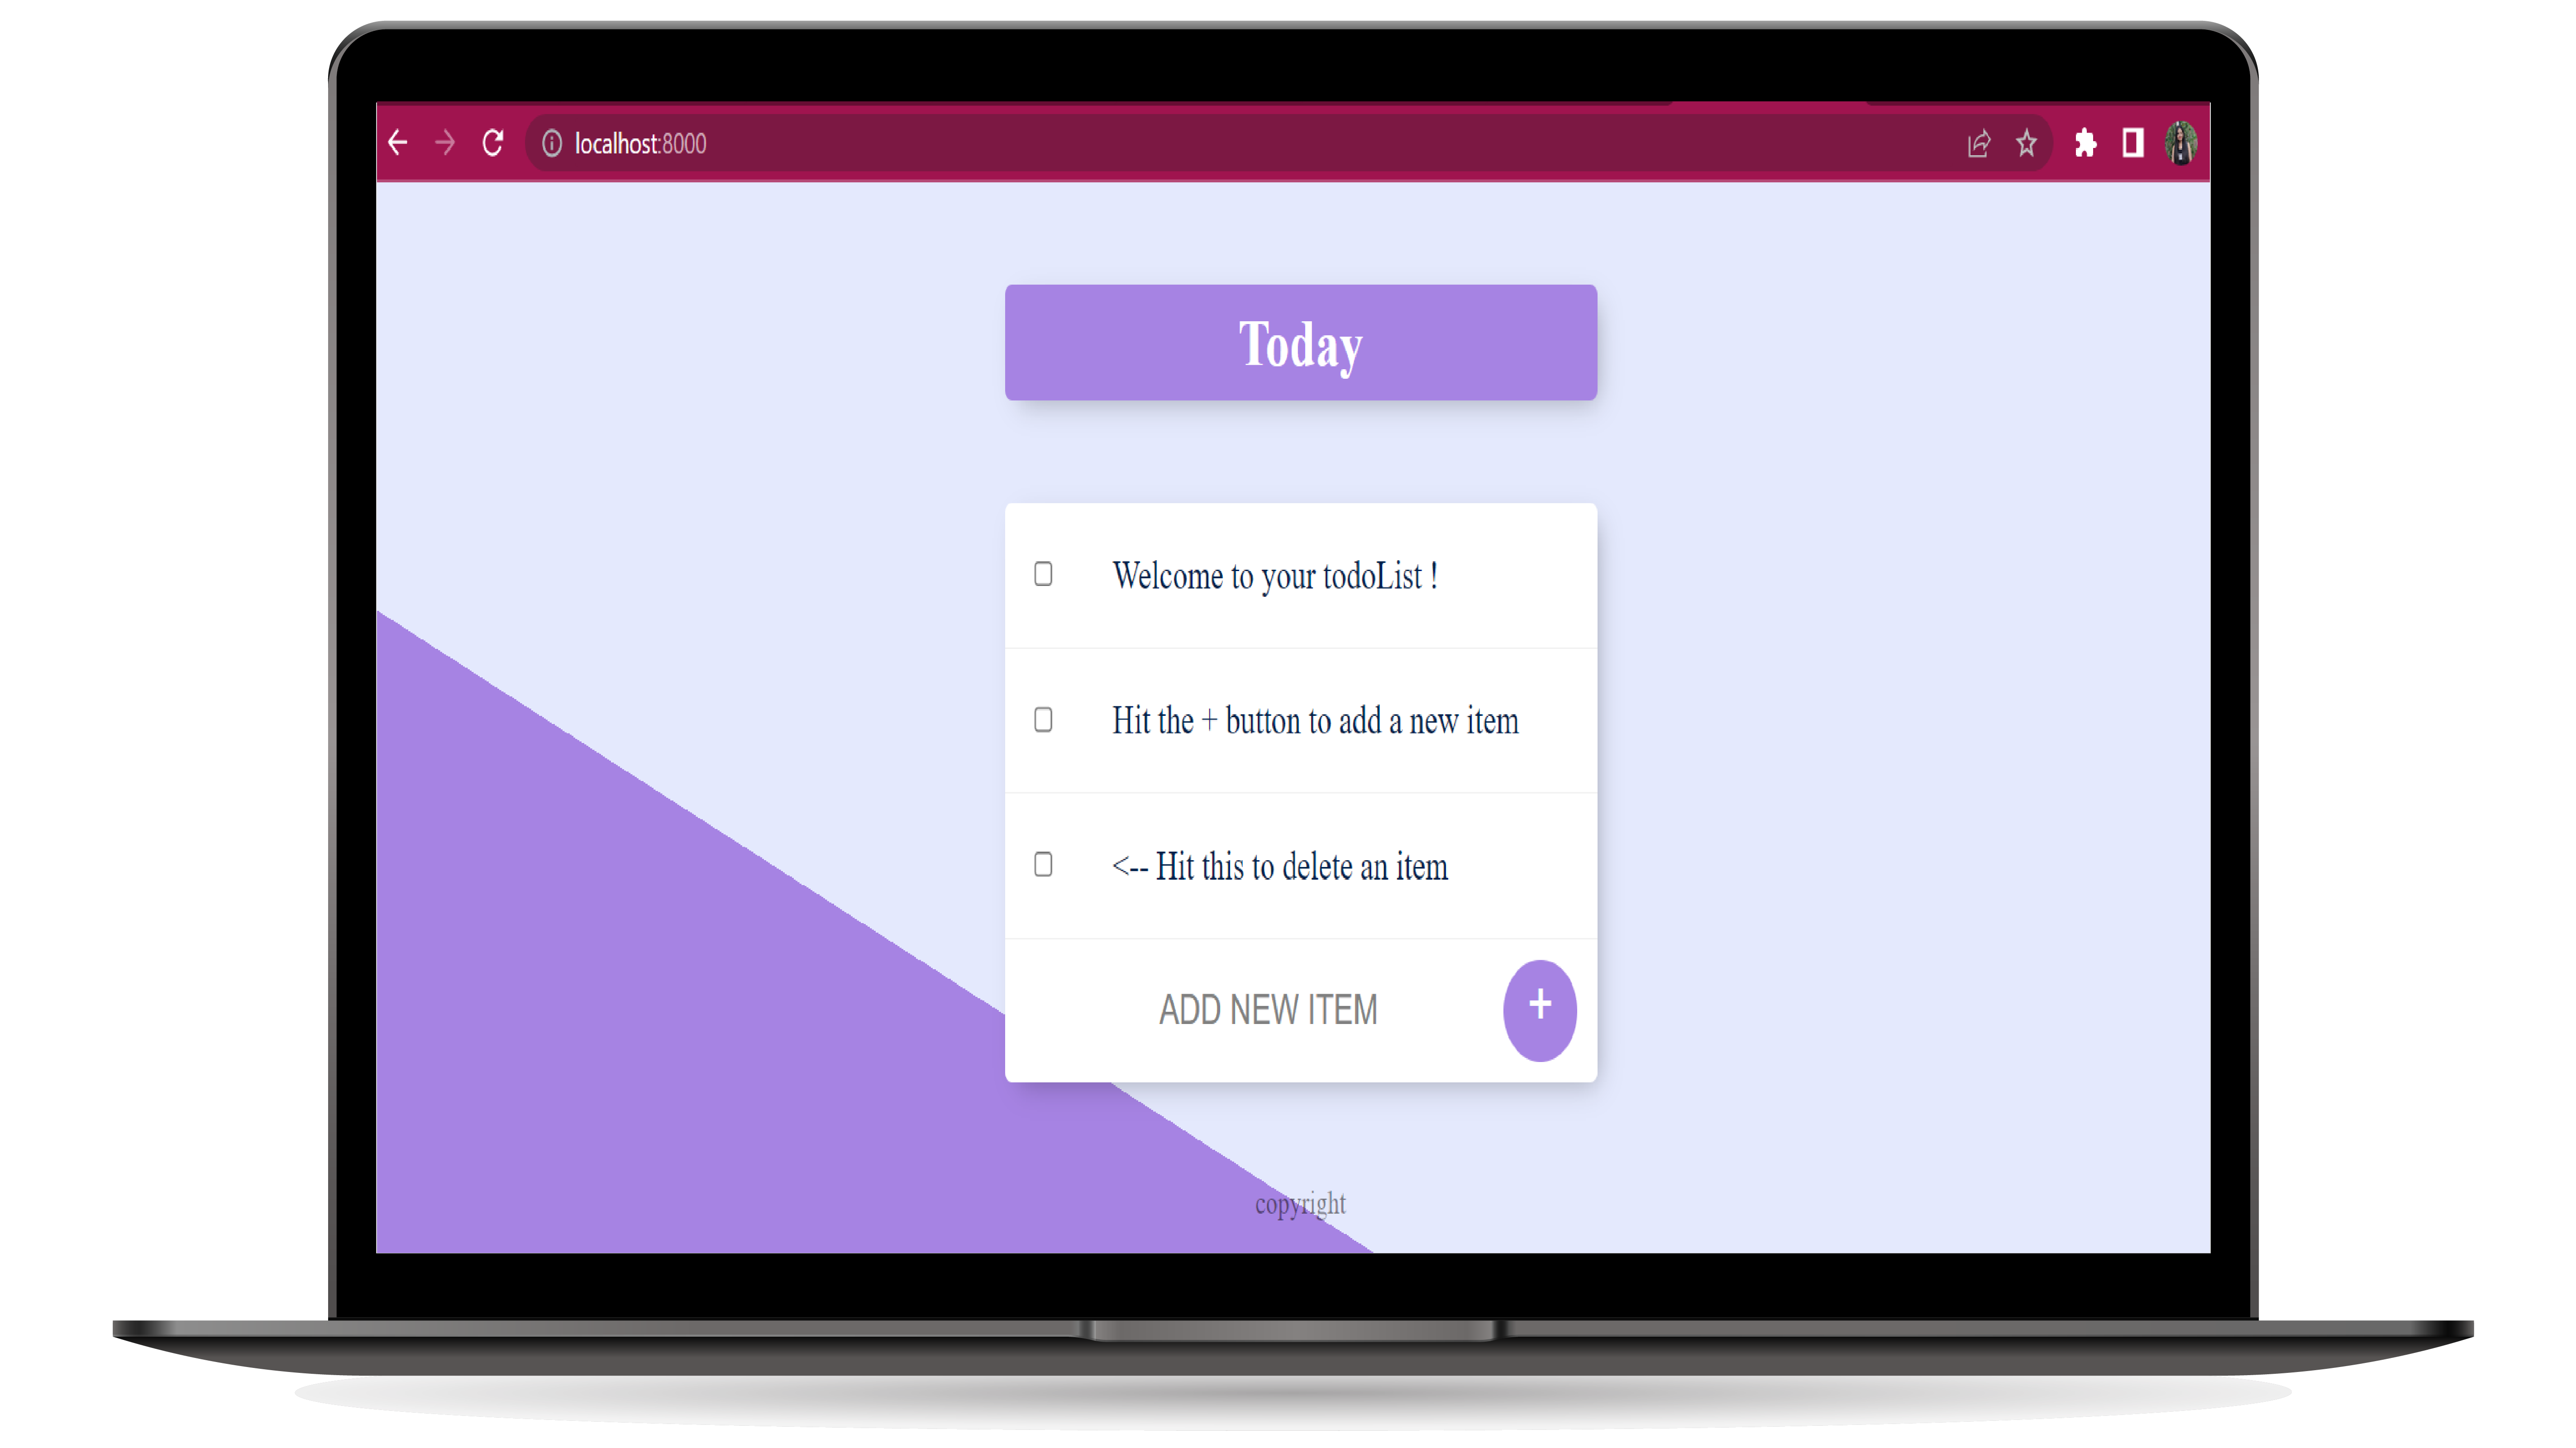 localhost:8000
Today
Welcome to your todoList !
Hit the + button to add a new item
<-- Hit this to delete an item
ADD NEW ITEM
+
copyright